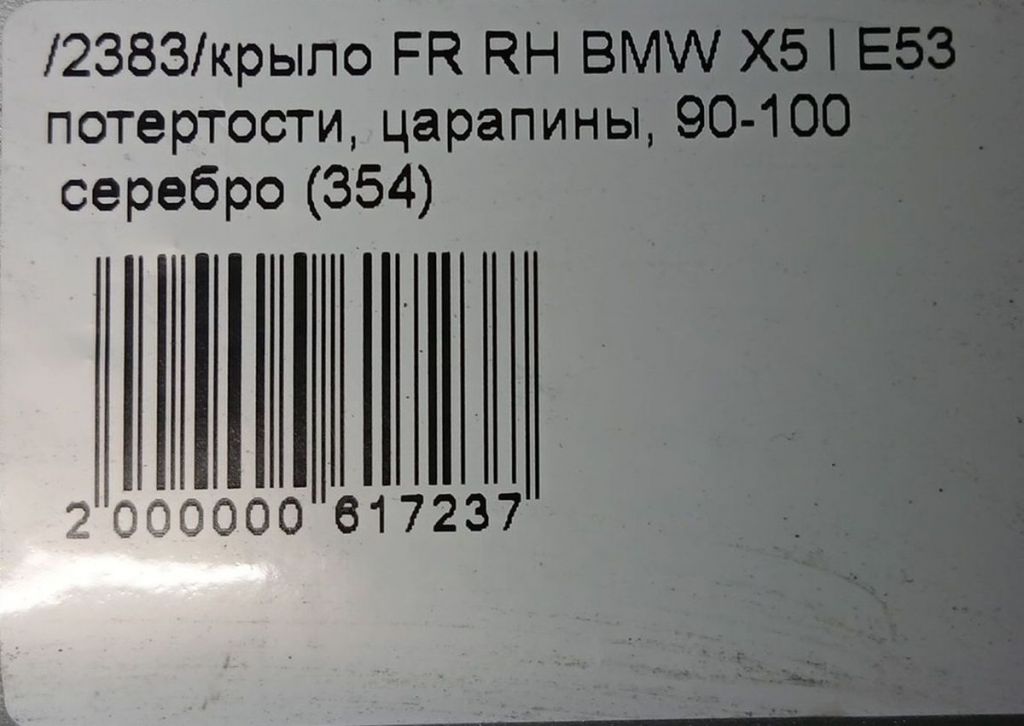 /2383/крыло FR RH BMW X5 I E53
потертости, царапины, 90-100
серебро (354)
2 000000 617237